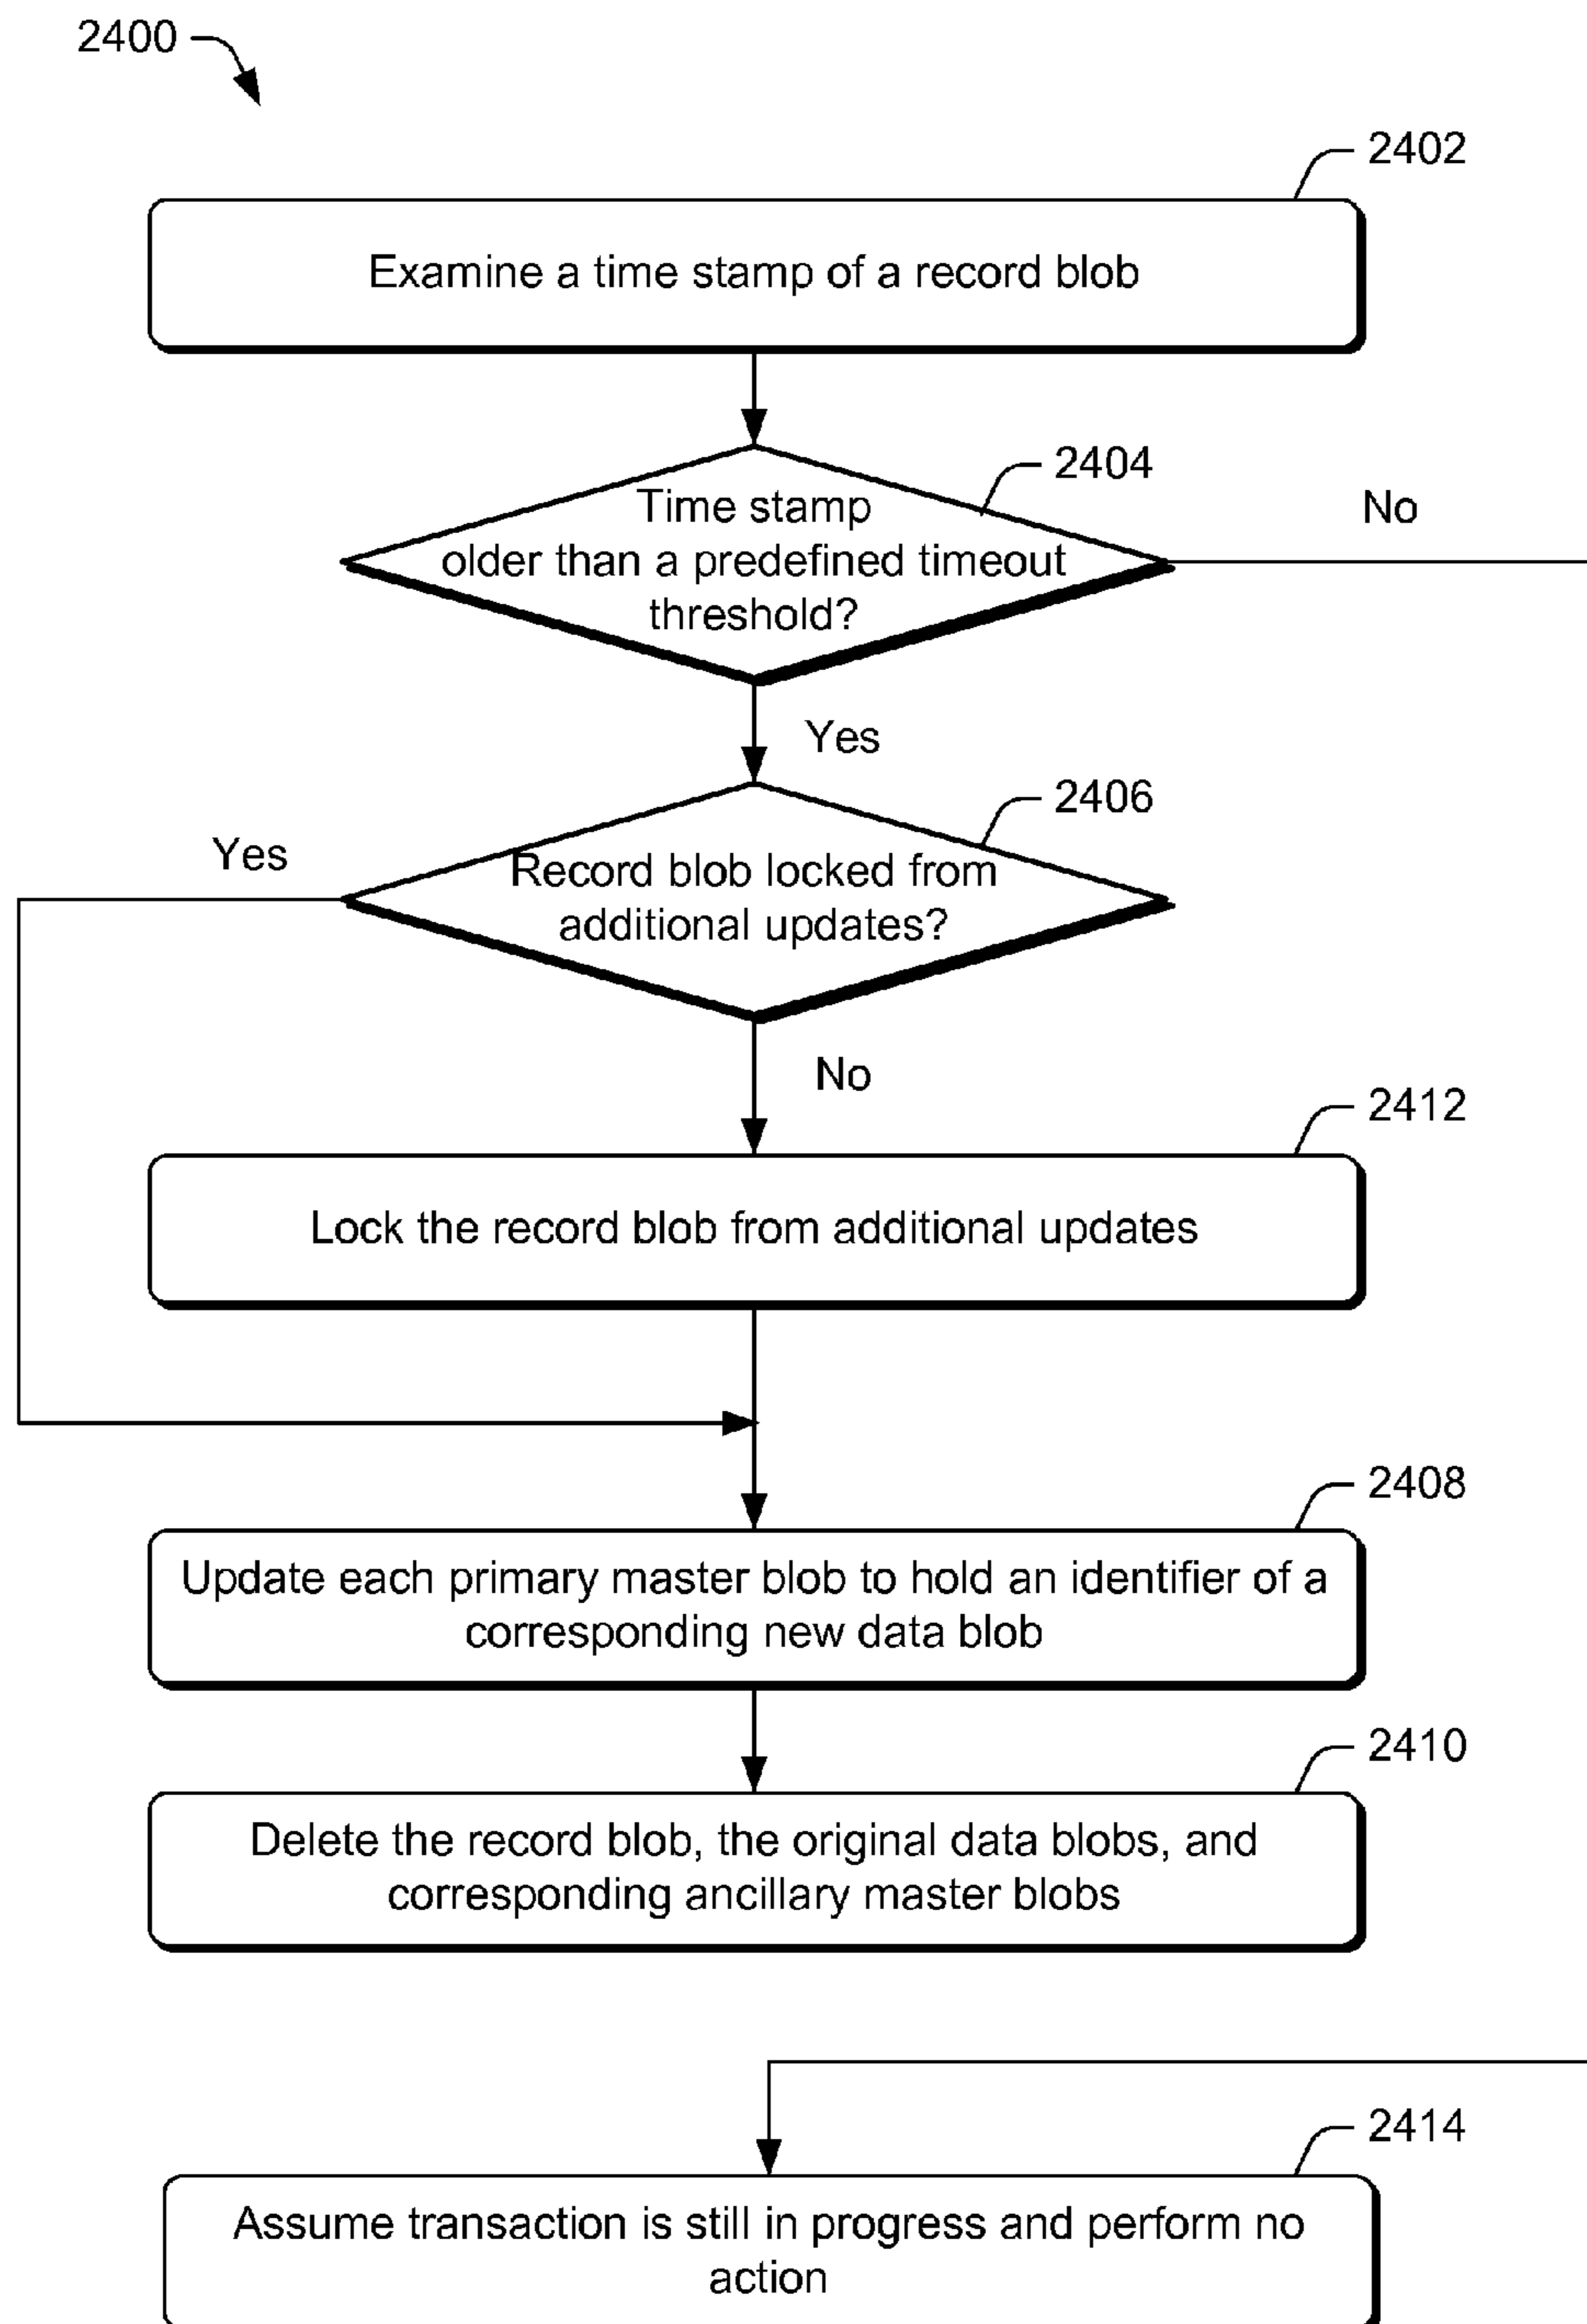 2400
2402
Examine a time stamp of a record blob
2404
No
Time stamp
older than a predefined timeout
threshold?
Yes
2406
Yes
Record blob locked from
additional updates?
No
2412
Lock the record blob from additional updates
2408
Update each primary master blob to hold an identifier of a
corresponding new data blob
2410
Delete the record blob, the original data blobs, and
corresponding ancillary master blobs
2414
Assume transaction is still in progress and perform no
action